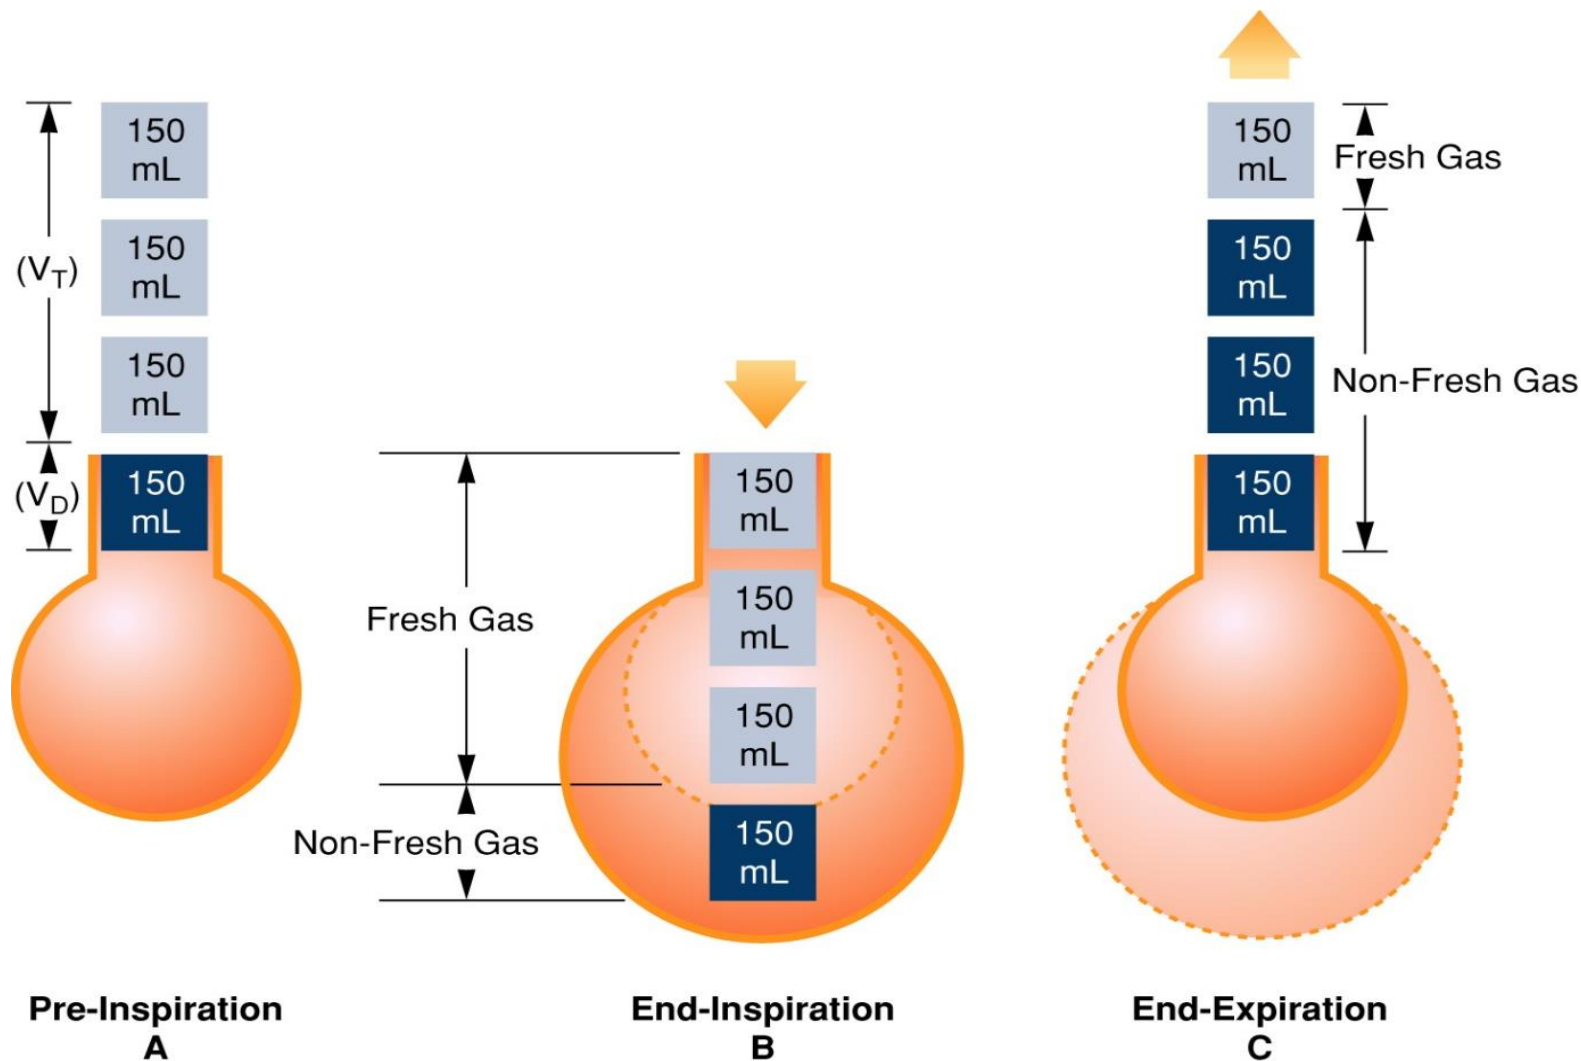 150
mL
150
mL
(VT)
150
mL
(VD)
150
mL
Pre-Inspiration
A
150
mL
Fresh Gas
150
mL
150
mL
Non-Fresh Gas
150
mL
End-Inspiration
B
150
mL
Fresh Gas
150
mL
150
mL
Non-Fresh Gas
150
mL
End-Expiration
C